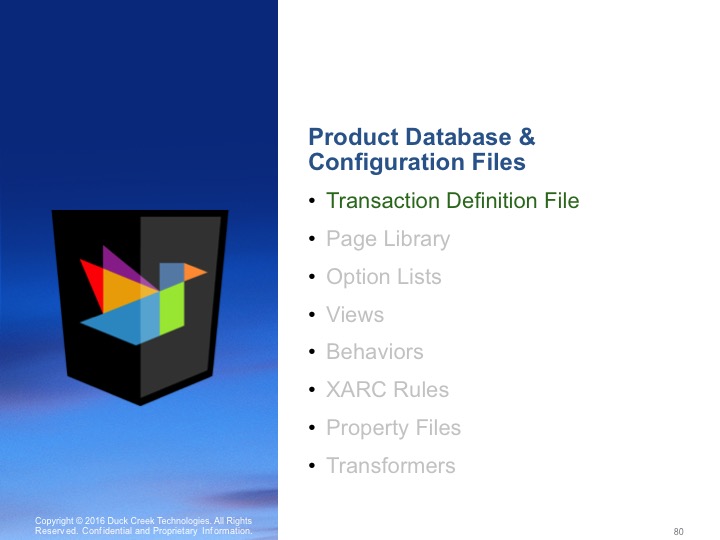 Product Database &
Configuration Files
• Transaction Definition File
• Page Library
• Option Lists
• Views
• Behaviors
• XARC Rules
• Property Files
• Transformers
Copyright © 2016 Duck Creek Technologies. All Rights
Reserved. Confidential and Proprietary Information.
80